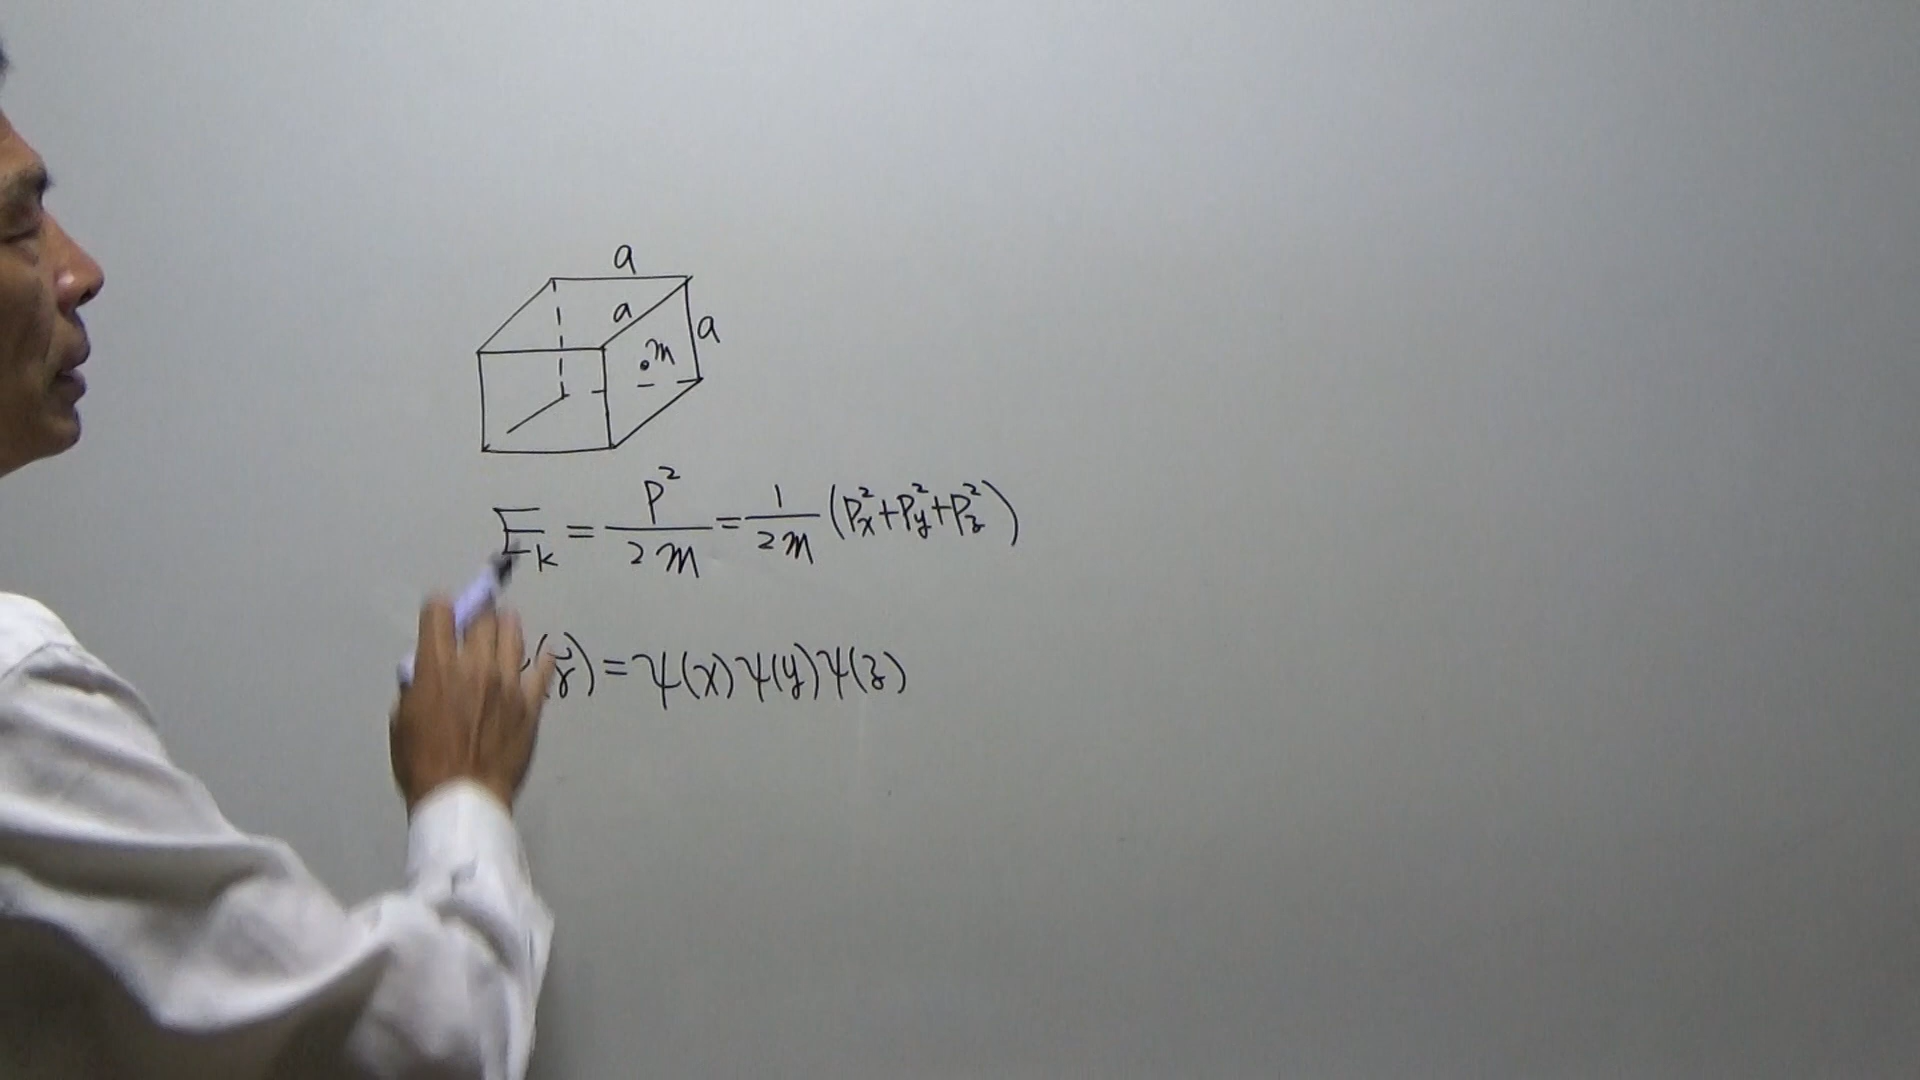 a
a
a
m
E_k = P²/2m = 1/2m (P_x² + P_y² + P_z²)
(r⃗) = ψ(x) ψ(y) ψ(z)